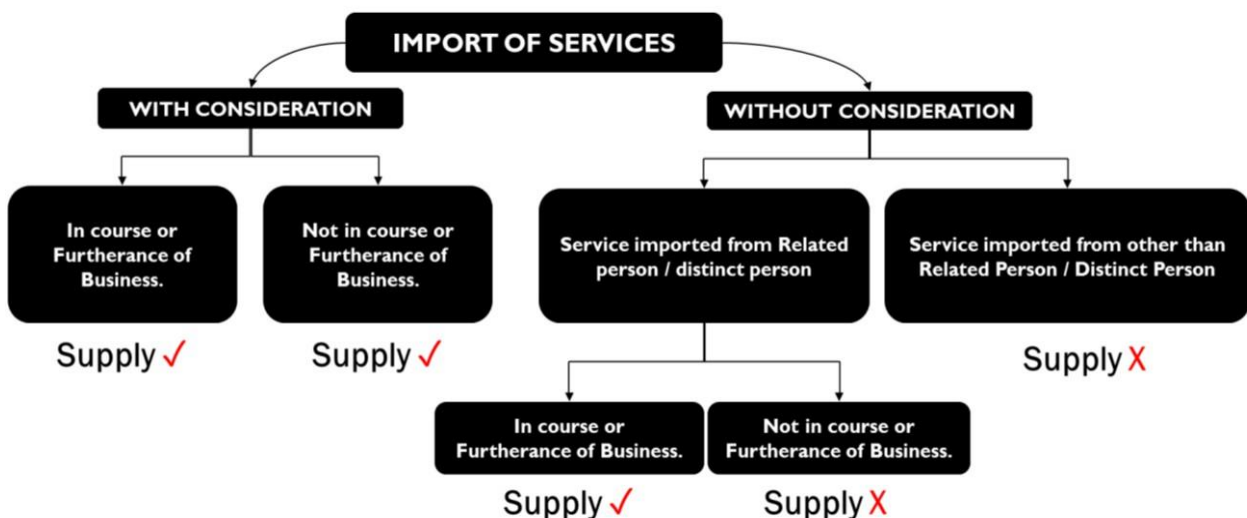 IMPORT OF SERVICES
WITH CONSIDERATION
WITHOUT CONSIDERATION
In course or
Furtherance of
Business.
Not in course or
Furtherance of
Business.
Service imported from Related
person / distinct person
Service imported from other than
Related Person / Distinct Person
Supply ✓
Supply ✓
Supply X
In course or
Furtherance of Business.
Not in course or
Furtherance of Business.
Supply ✓
Supply X